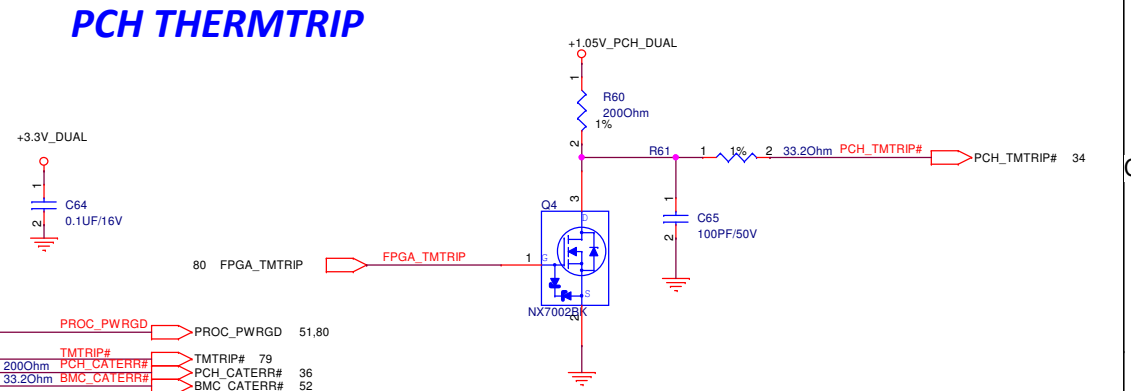 PCH THERMTRIP
+1.05V_PCH_DUAL
1
R60
200Ohm
1%
2
+3.3V_DUAL
1
C64
0.1UF/16V
2
R61 1 1% 2 33.2Ohm PCH_TMTRIP# PCH_TMTRIP# 34
3
Q4
D
1
C65
100PF/50V
2
80 FPGA_TMTRIP FPGA_TMTRIP 1 G
S
NX7002BK
2
PROC_PWRGD PROC_PWRGD 51,80
TMTRIP# TMTRIP# 79
200Ohm PCH_CATERR# PCH_CATERR# 36
33.2Ohm BMC_CATERR# BMC_CATERR# 52